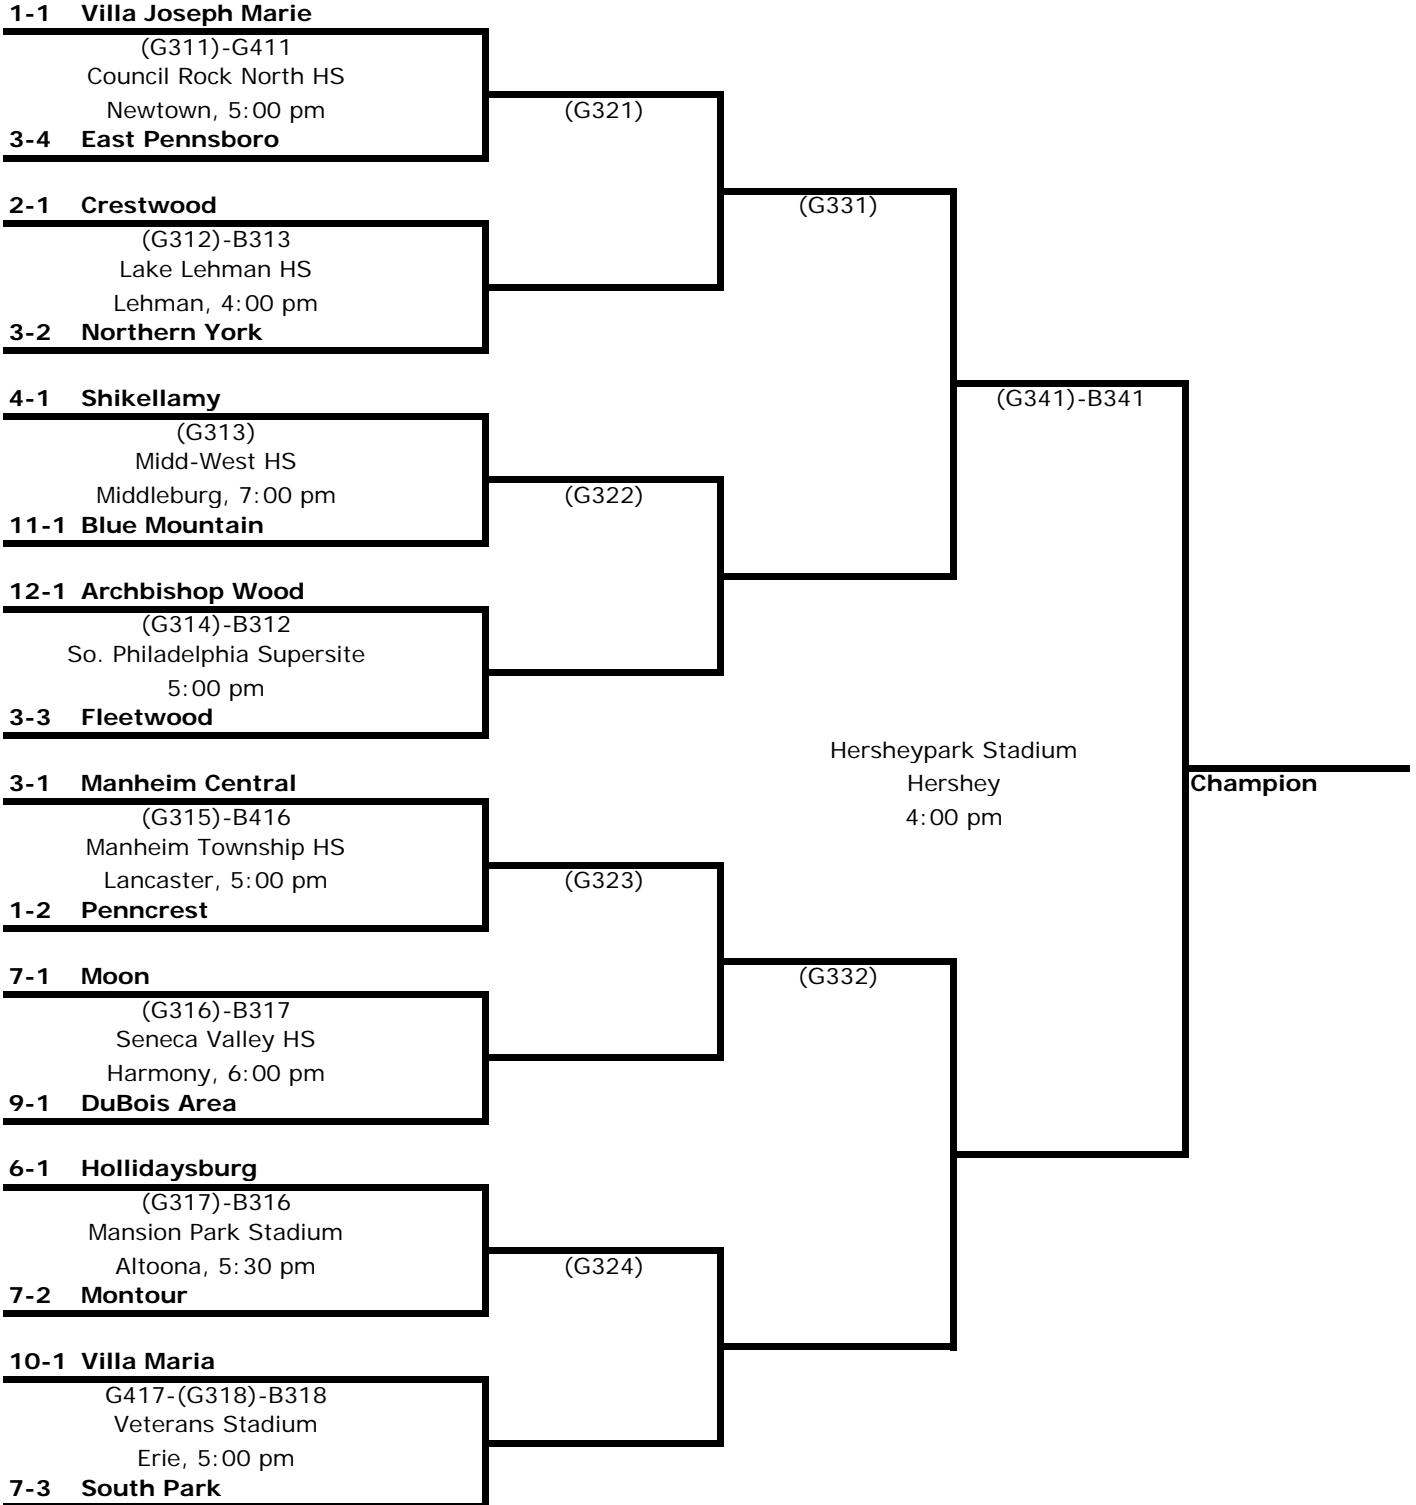 1-1 Villa Joseph Marie
(G311)-G411
Council Rock North HS
Newtown, 5:00 pm
(G321)
3-4 East Pennsboro
2-1 Crestwood
(G331)
(G312)-B313
Lake Lehman HS
Lehman, 4:00 pm
3-2 Northern York
4-1 Shikellamy
(G341)-B341
(G313)
Midd-West HS
Middleburg, 7:00 pm
(G322)
11-1 Blue Mountain
12-1 Archbishop Wood
(G314)-B312
So. Philadelphia Supersite
5:00 pm
3-3 Fleetwood
Hersheypark Stadium
Hershey
4:00 pm
Champion
3-1 Manheim Central
(G315)-B416
Manheim Township HS
Lancaster, 5:00 pm
(G323)
1-2 Penncrest
7-1 Moon
(G332)
(G316)-B317
Seneca Valley HS
Harmony, 6:00 pm
9-1 DuBois Area
6-1 Hollidaysburg
(G317)-B316
Mansion Park Stadium
Altoona, 5:30 pm
(G324)
7-2 Montour
10-1 Villa Maria
G417-(G318)-B318
Veterans Stadium
Erie, 5:00 pm
7-3 South Park